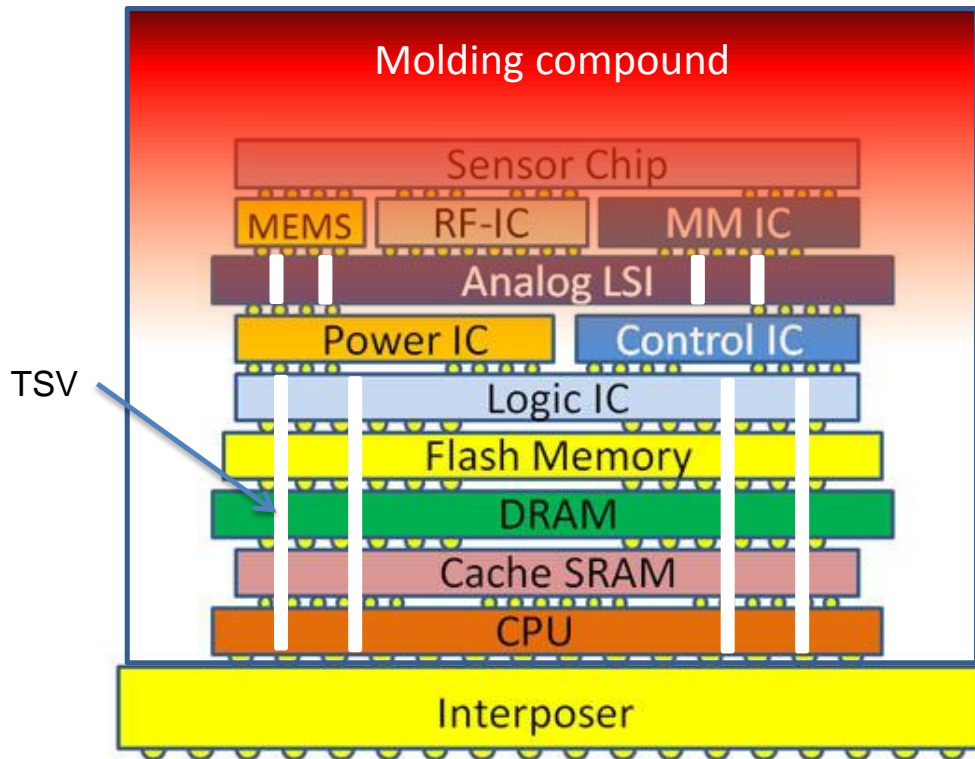 Molding compound
Sensor Chip
MEMS
RF-IC
MM IC
Analog LSI
Power IC
Control IC
TSV
Logic IC
Flash Memory
DRAM
Cache SRAM
CPU
Interposer